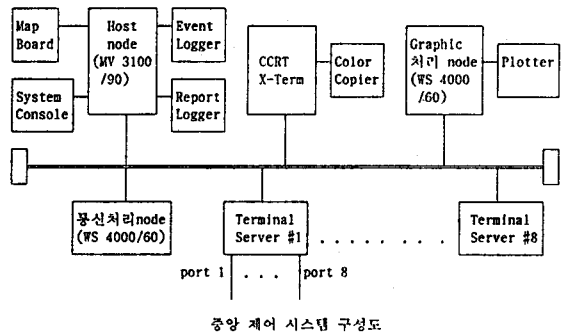 Map
Board
Host
node
(MV 3100
/90)
Event
Logger
System
Console
Report
Logger
CCRT
X-Term
Color
Copier
Graphic
처리 node
(WS 4000
/60)
Plotter
통신처리node
(WS 4000/60)
Terminal
Server #1
. . . . . . .
Terminal
Server #8
port 1 . . . port 8
중앙 제어 시스템 구성도